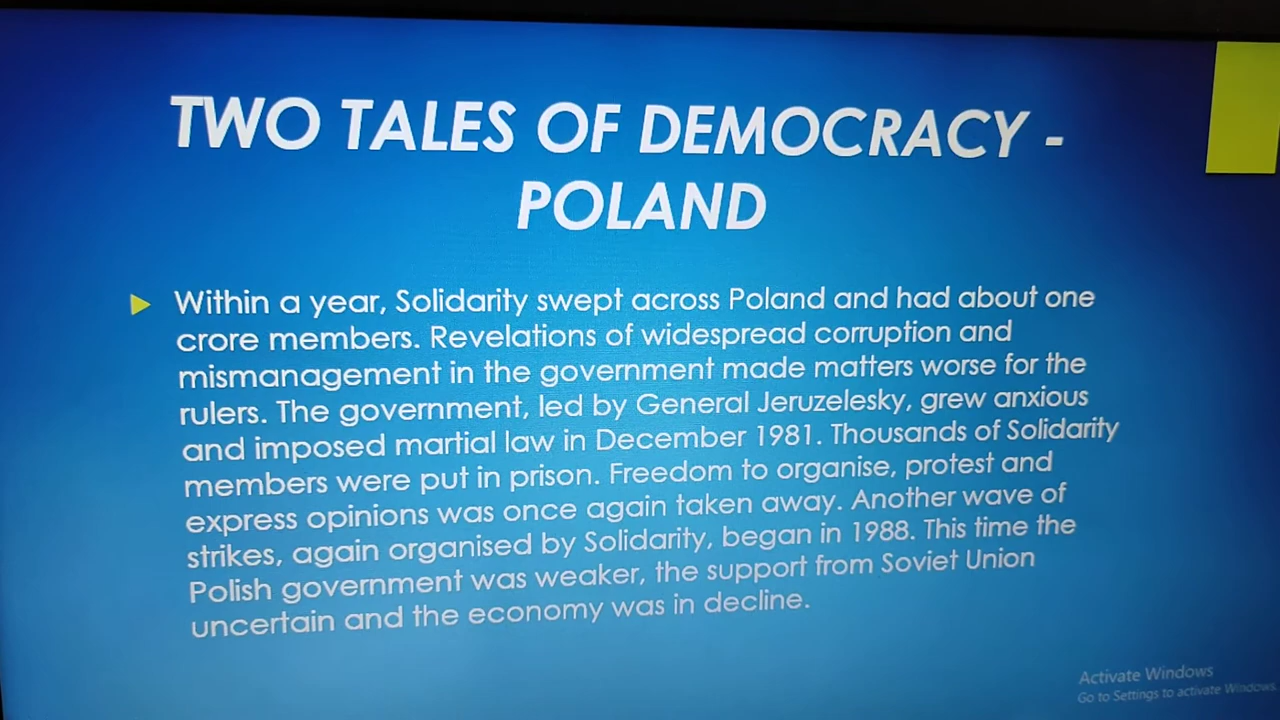 TWO TALES OF DEMOCRACY -
POLAND
Within a year, Solidarity swept across Poland and had about one
crore members. Revelations of widespread corruption and
mismanagement in the government made matters worse for the
rulers. The government, led by General Jeruzelesky, grew anxious
and imposed martial law in December 1981. Thousands of Solidarity
members were put in prison. Freedom to organise, protest and
express opinions was once again taken away. Another wave of
strikes, again organised by Solidarity, began in 1988. This time the
Polish government was weaker, the support from Soviet Union
uncertain and the economy was in decline.
Activate Windows
Go to Settings to activate Windows.